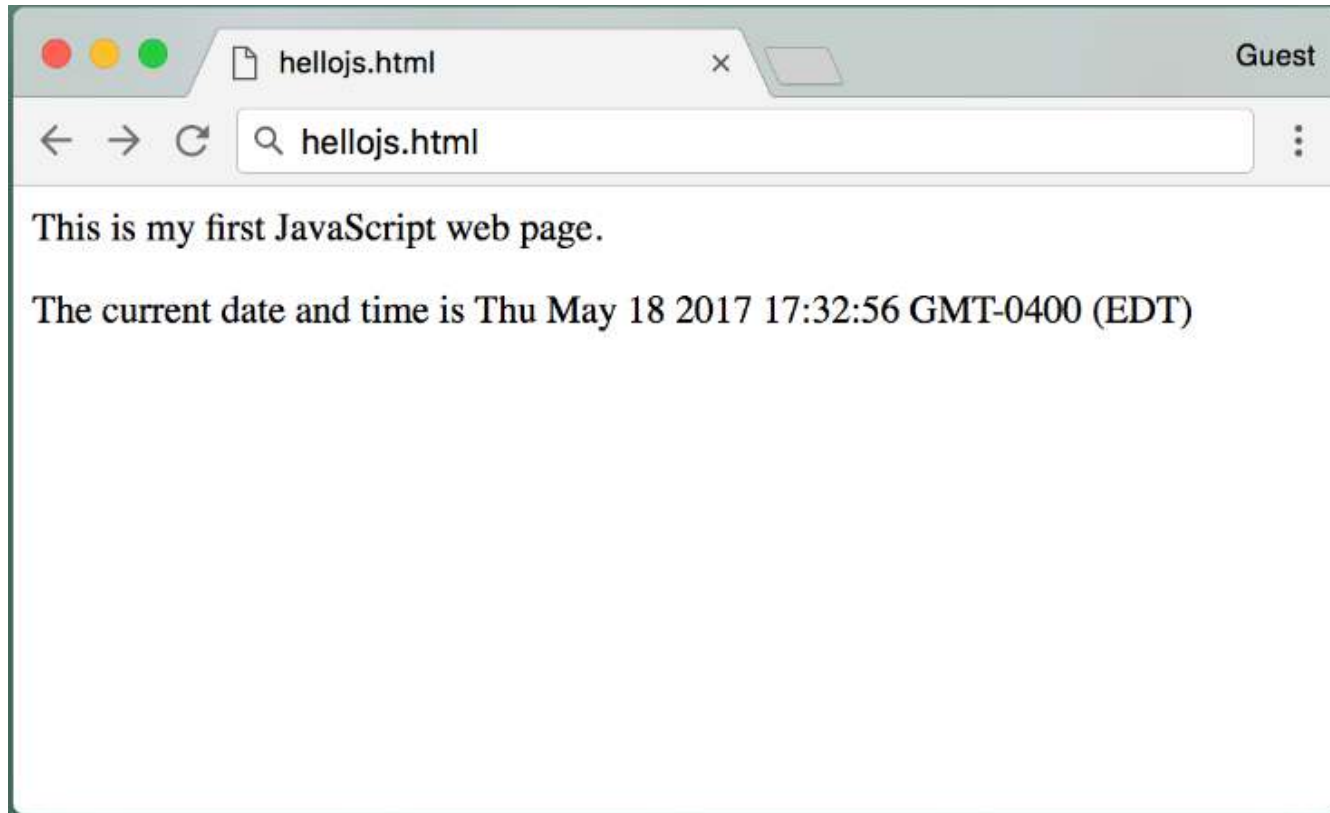 hellojs.html
Guest
hellojs.html
This is my first JavaScript web page.
The current date and time is Thu May 18 2017 17:32:56 GMT-0400 (EDT)